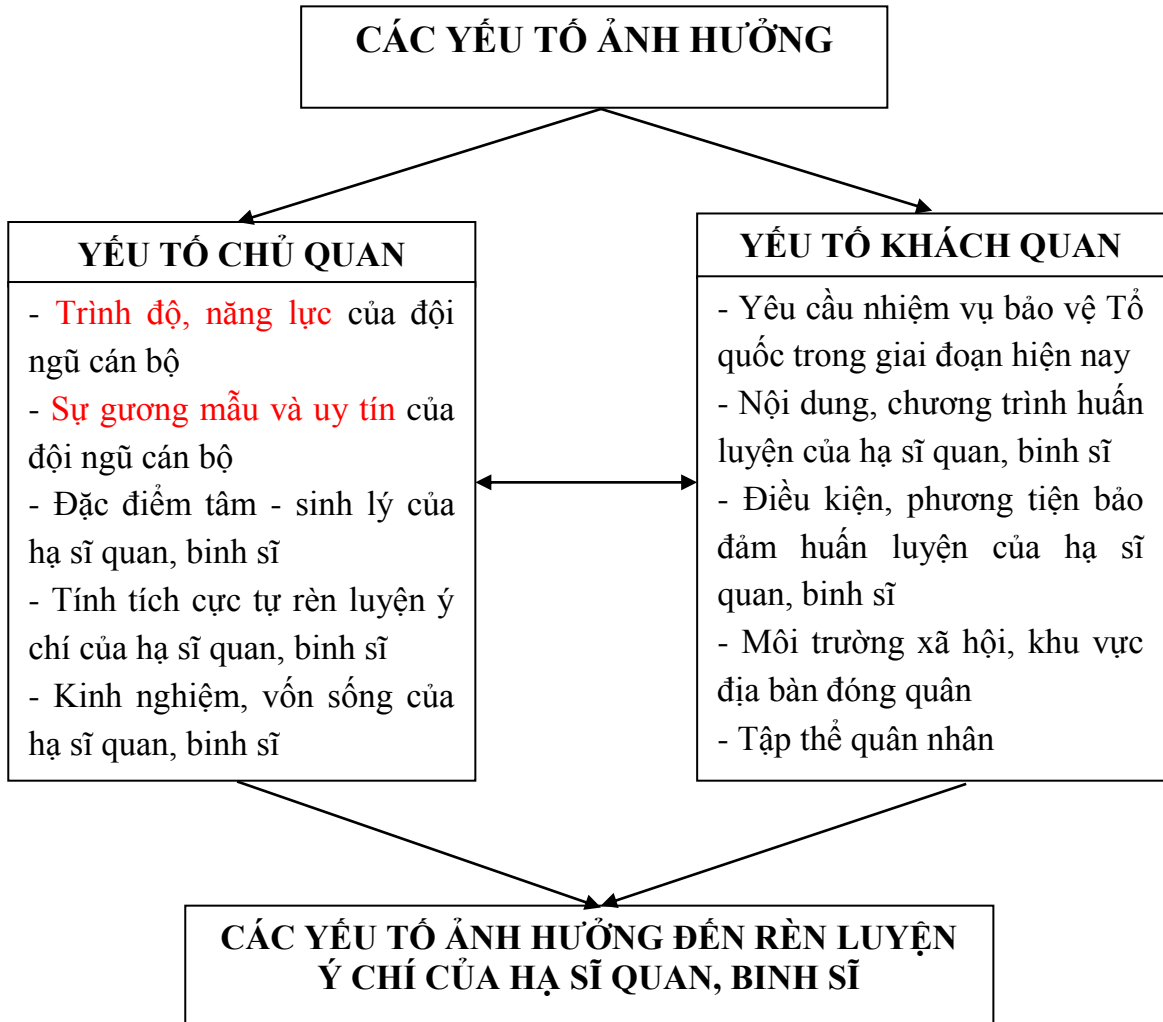 CÁC YẾU TỐ ẢNH HƯỞNG
YẾU TỐ CHỦ QUAN
- Trình độ, năng lực của đội
ngũ cán bộ
- Sự gương mẫu và uy tín của
đội ngũ cán bộ
- Đặc điểm tâm - sinh lý của
hạ sĩ quan, binh sĩ
- Tính tích cực tự rèn luyện ý
chí của hạ sĩ quan, binh sĩ
- Kinh nghiệm, vốn sống của
hạ sĩ quan, binh sĩ
YẾU TỐ KHÁCH QUAN
- Yêu cầu nhiệm vụ bảo vệ Tổ
quốc trong giai đoạn hiện nay
- Nội dung, chương trình huấn
luyện của hạ sĩ quan, binh sĩ
- Điều kiện, phương tiện bảo
đảm huấn luyện của hạ sĩ
quan, binh sĩ
- Môi trường xã hội, khu vực
địa bàn đóng quân
- Tập thể quân nhân
CÁC YẾU TỐ ẢNH HƯỞNG ĐẾN RÈN LUYỆN
Ý CHÍ CỦA HẠ SĨ QUAN, BINH SĨ